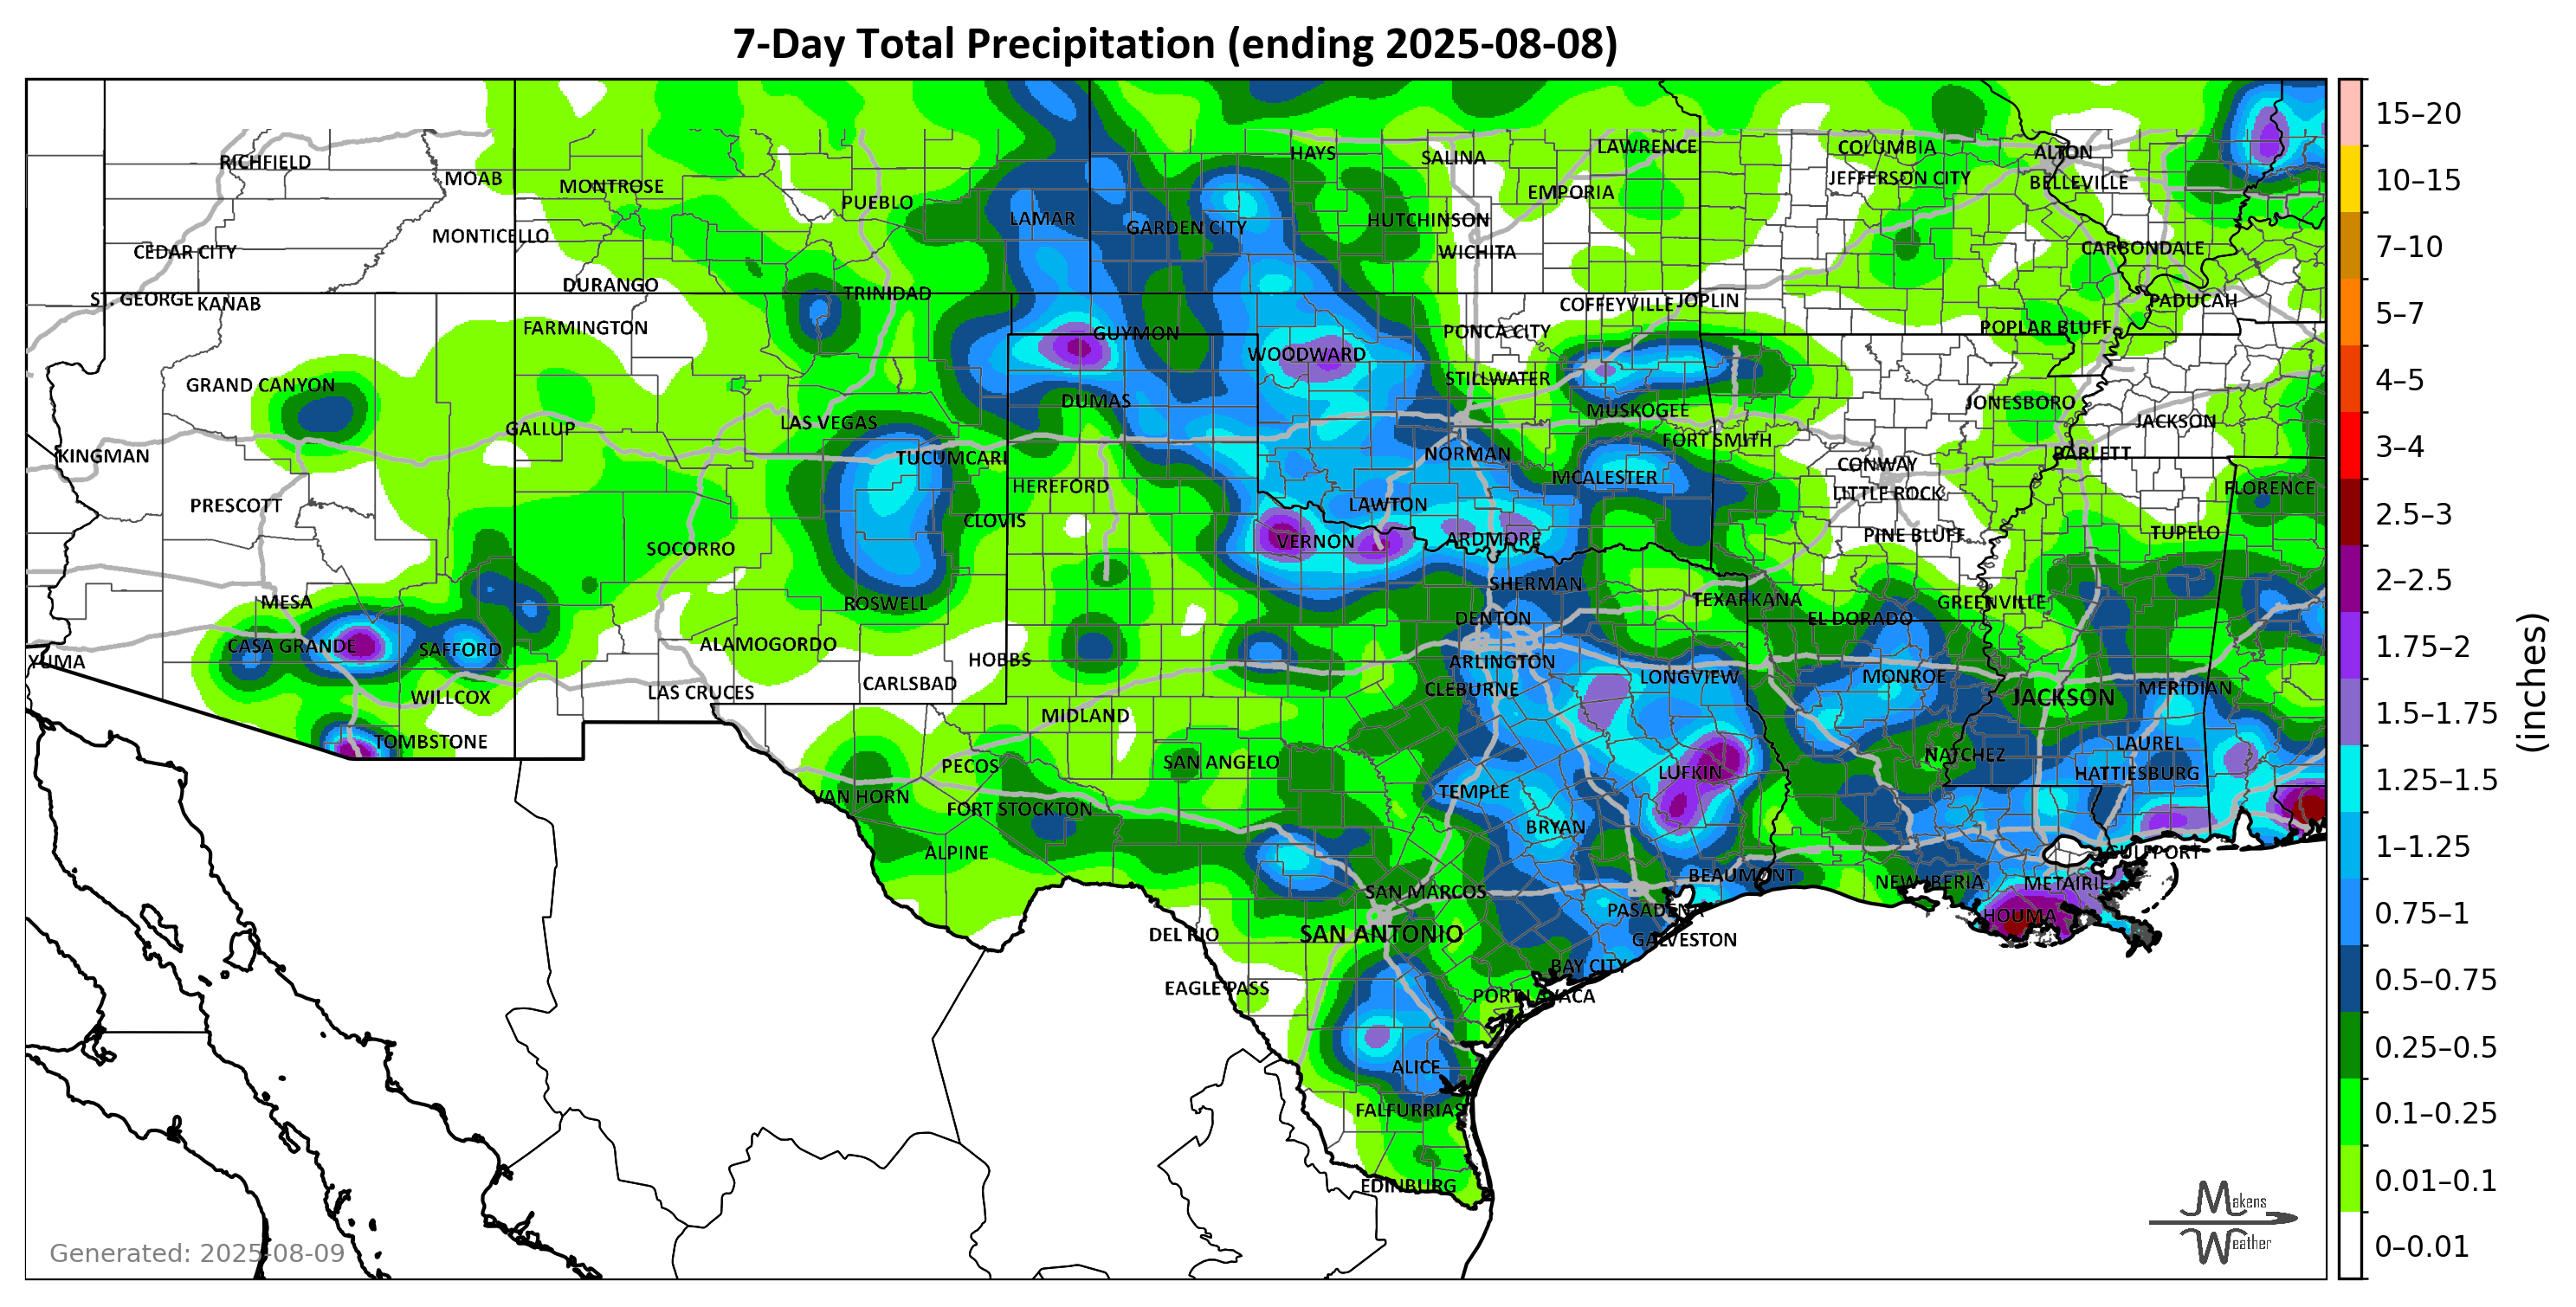 7-Day Total Precipitation (ending 2025-08-08)
RICHFIELD
MOAB
MONTROSE
PUEBLO
LAMAR
HAYS
SALINA
LAWRENCE
COLUMBIA
ALTON
EMPORIA
JEFFERSON CITY
BELLEVILLE
MONTICELLO
GARDEN CITY
HUTCHINSON
CEDAR CITY
WICHITA
CARBONDALE
DURANGO
TRINIDAD
ST. GEORGE
KANAB
COFFEYVILLE
JOPLIN
PADUCAH
FARMINGTON
GUYMON
PONCA CITY
POPLAR BLUFF
WOODWARD
GRAND CANYON
STILLWATER
DUMAS
MUSKOGEE
JONESBORO
GALLUP
LAS VEGAS
JACKSON
FORT SMITH
KINGMAN
TUCUMCARI
NORMAN
BARLETT
CONWAY
HEREFORD
MCALESTER
FLORENCE
PRESCOTT
LAWTON
LITTLE ROCK
CLOVIS
SOCORRO
VERNON
ARDMORE
PINE BLUFF
TUPELO
SHERMAN
MESA
ROSWELL
TEXARKANA
GREENVILLE
DENTON
EL DORADO
CASA GRANDE
SAFFORD
ALAMOGORDO
YUMA
HOBBS
ARLINGTON
WILLCOX
LAS CRUCES
CARLSBAD
CLEBURNE
LONGVIEW
MONROE
JACKSON
MERIDIAN
TOMBSTONE
MIDLAND
LAUREL
PECOS
SAN ANGELO
LUFKIN
NATCHEZ
HATTIESBURG
VAN HORN
FORT STOCKTON
TEMPLE
BRYAN
ALPINE
GULFPORT
SAN MARCOS
BEAUMONT
NEW IBERIA
METAIRIE
PASADENA
HOUMA
DEL RIO
SAN ANTONIO
GALVESTON
BAY CITY
EAGLE PASS
PORT LAVACA
ALICE
FALFURRIAS
EDINBURG
Generated: 2025-08-09
Makens
Weather
15–20
10–15
7–10
5–7
4–5
3–4
2.5–3
2–2.5
1.75–2
1.5–1.75
1.25–1.5
1–1.25
0.75–1
0.5–0.75
0.25–0.5
0.1–0.25
0.01–0.1
0–0.01
(inches)